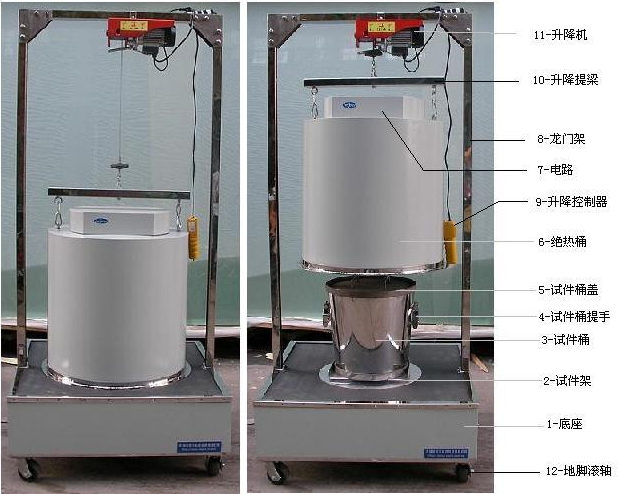 11-升降机
10-升降提梁
8-龙门架
7-电路
9-升降控制器
6-绝热桶
5-试件桶盖
4-试件桶提手
3-试件桶
2-试件架
1-底座
12-地脚滚轴